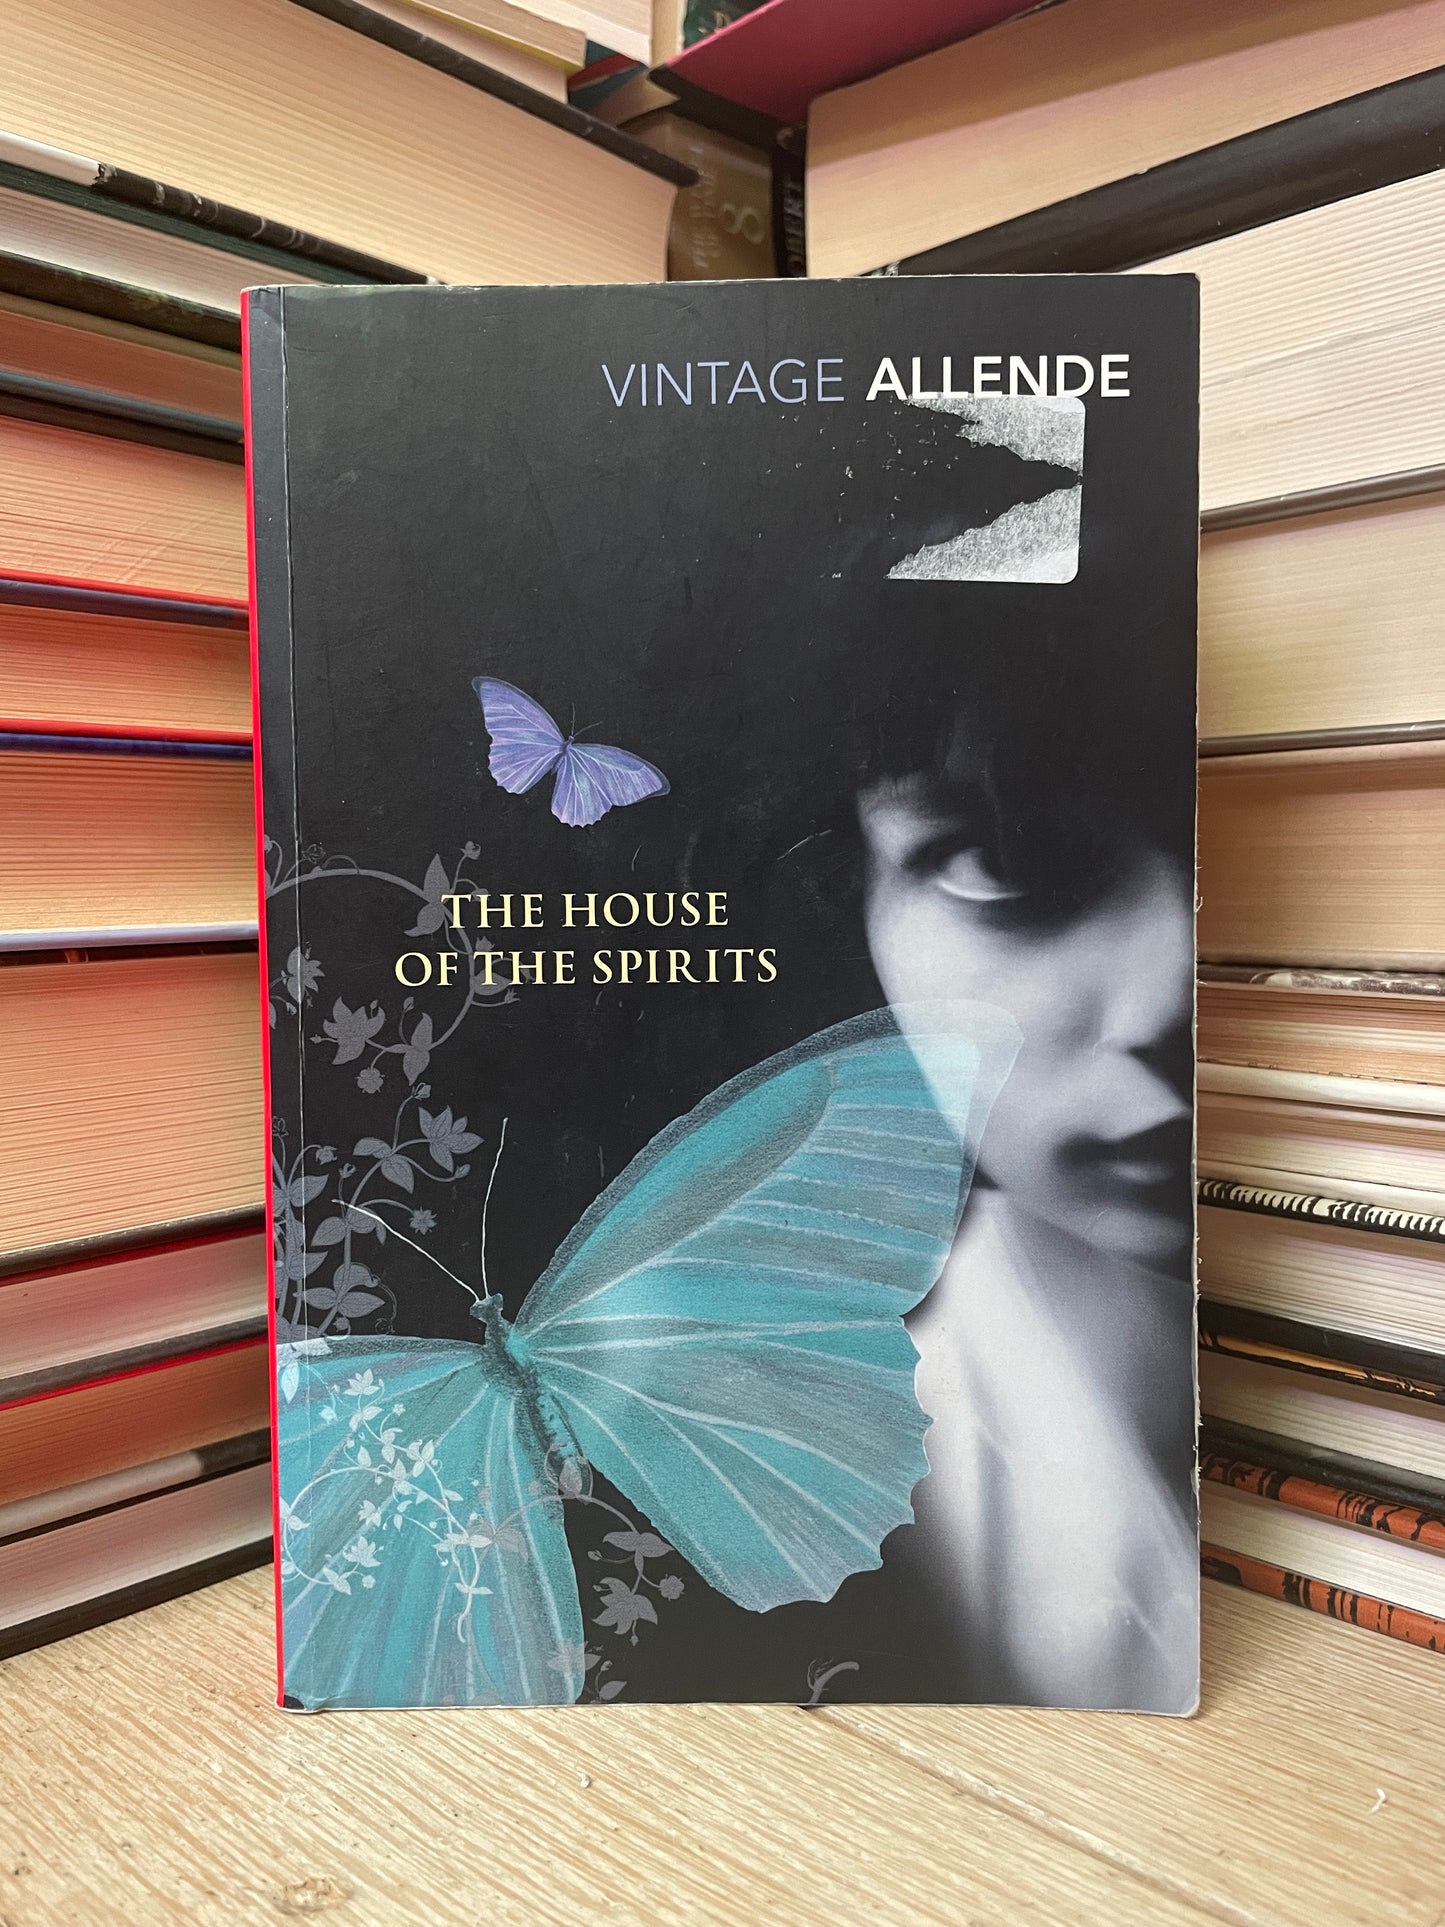 VINTAGE ALLENDE
THE HOUSE
OF THE SPIRITS